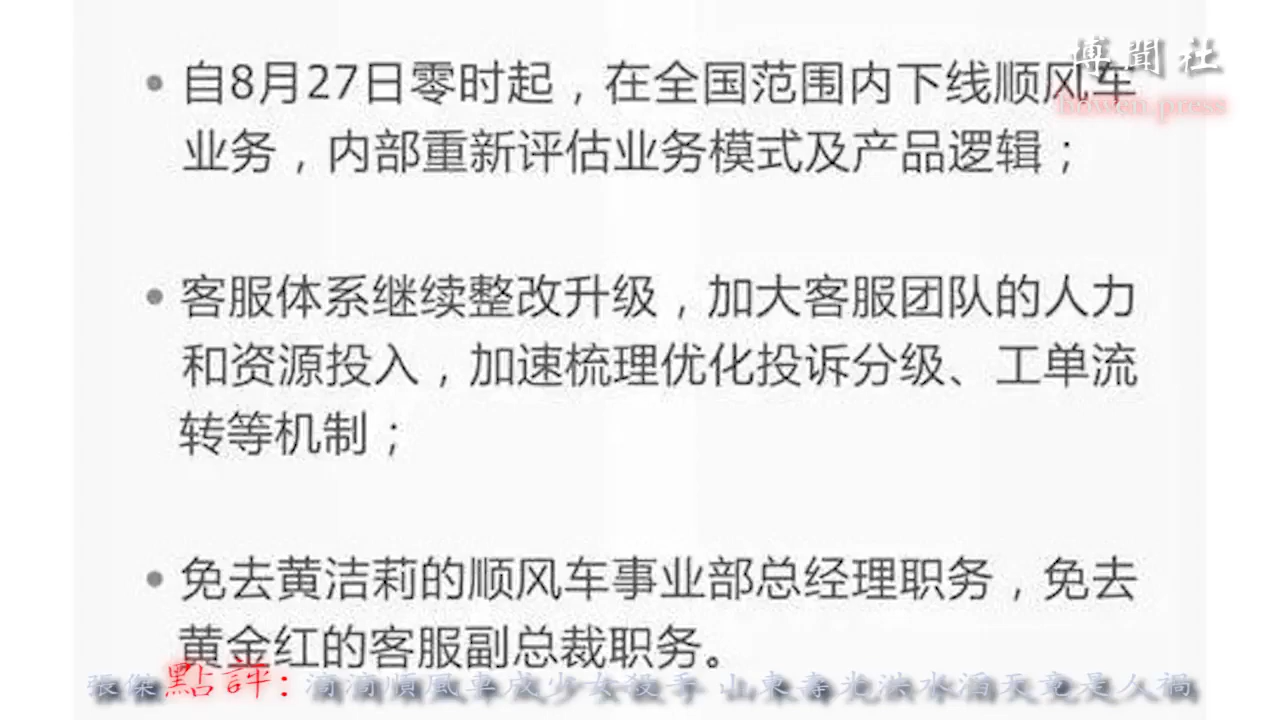 博聞社
Bowen.press
• 自8月27日零时起，在全国范围内下线顺风车
业务，内部重新评估业务模式及产品逻辑；
• 客服体系继续整改升级，加大客服团队的人力
和资源投入，加速梳理优化投诉分级、工单流
转等机制；
• 免去黄洁莉的顺风车事业部总经理职务，免去
黄金红的客服副总裁职务。
張傑點評：滴滴順風車成少女殺手 山東壽光洪水滔天竟是人禍